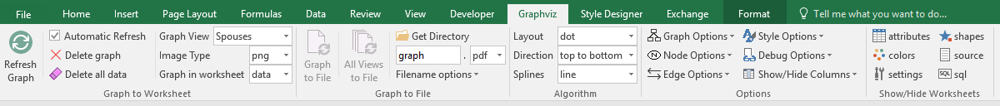 File Home Insert Page Layout Formulas Data Review View Developer Graphviz Style Designer Exchange Format Tell me what you want to do...
Refresh Graph
Automatic Refresh
Delete graph
Delete all data
Graph View Spouses
Image Type png
Graph in worksheet data
Graph to Worksheet
Graph to File
All Views to File
Get Directory
graph . pdf
Filename options
Graph to File
Layout dot
Direction top to bottom
Splines line
Algorithm
Graph Options Style Options
Node Options Debug Options
Edge Options Show/Hide Columns
Options
attributes shapes
colors source
settings SQL sql
Show/Hide Worksheets